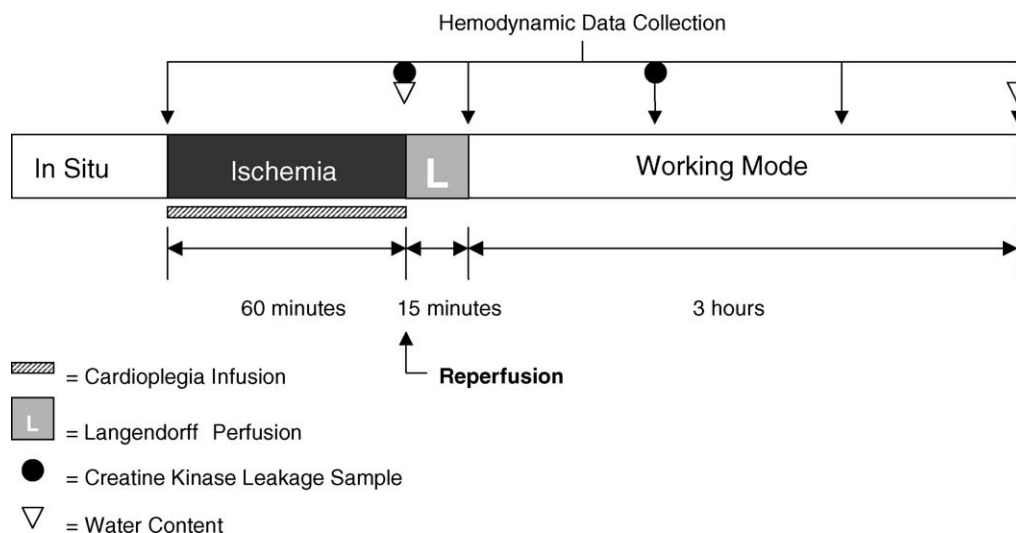 Hemodynamic Data Collection
In Situ
Ischemia
L
Working Mode
60 minutes
15 minutes
3 hours
Reperfusion
= Cardioplegia Infusion
L
= Langendorff Perfusion
= Creatine Kinase Leakage Sample
= Water Content